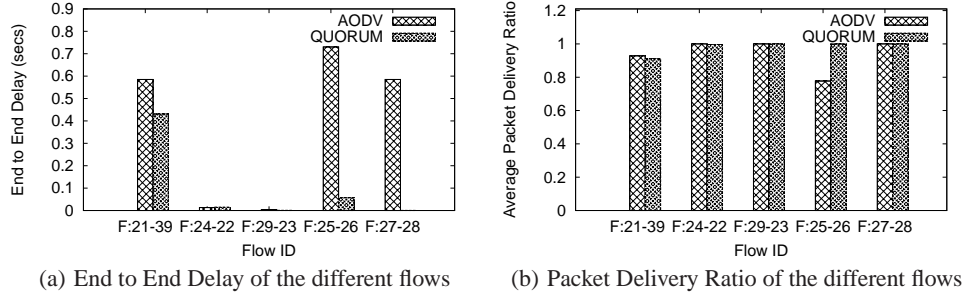 0.9
0.8
0.7
0.6
0.5
0.4
0.3
0.2
0.1
0
End to End Delay (secs)
AODV
QUORUM
F:21-39 F:24-22 F:29-23 F:25-26 F:27-28
Flow ID
(a) End to End Delay of the different flows
1.2
1
0.8
0.6
0.4
0.2
0
Average Packet Delivery Ratio
AODV
QUORUM
F:21-39 F:24-22 F:29-23 F:25-26 F:27-28
Flow ID
(b) Packet Delivery Ratio of the different flows